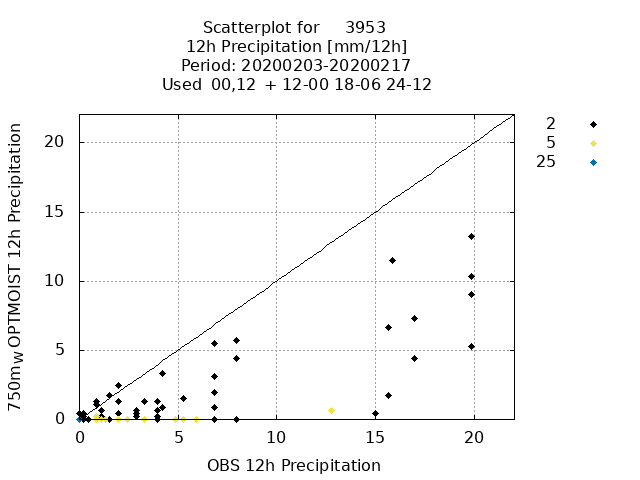 Scatterplot for 3953
12h Precipitation [mm/12h]
Period: 20200203-20200217
Used 00,12 + 12-00 18-06 24-12
2
5
25
20
15
10
5
0
0 5 10 15 20
750mW OPTMOIST 12h Precipitation
OBS 12h Precipitation